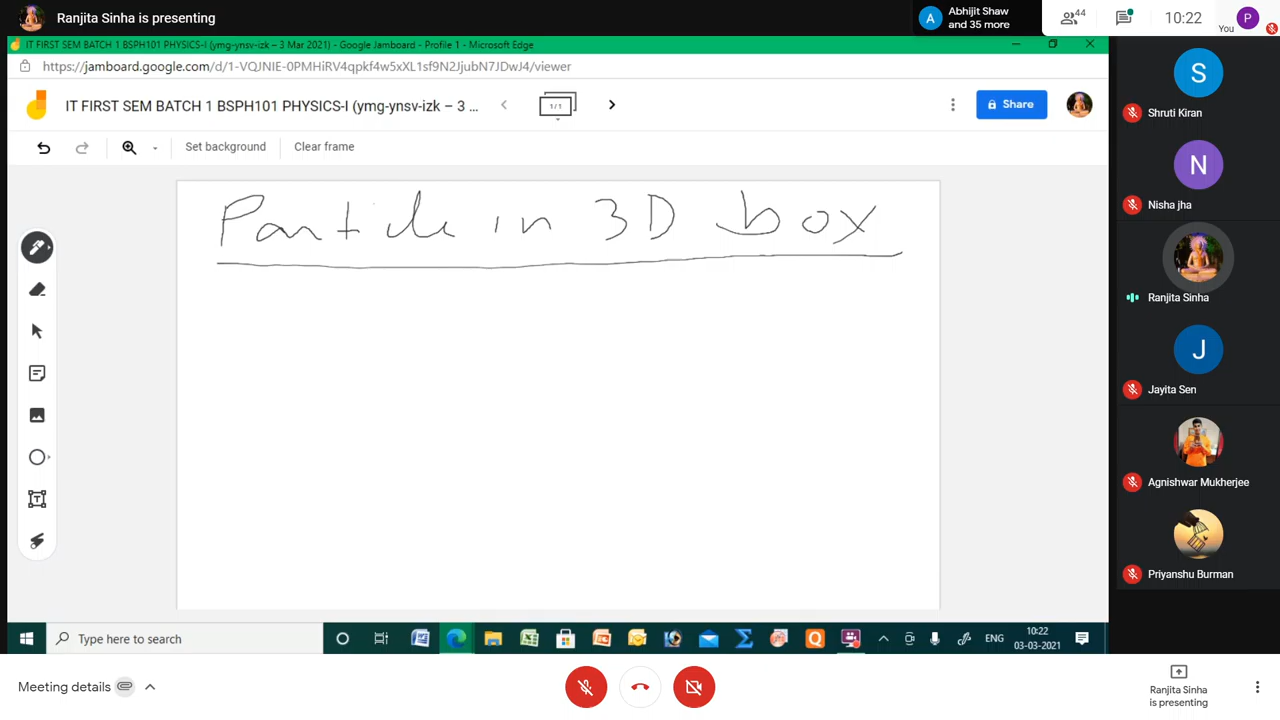 Ranjita Sinha is presenting
A
Abhijit Shaw
and 35 more
44
10:22
You
P
IT FIRST SEM BATCH 1 BSPH101 PHYSICS-I (ymg-ynsv-izk – 3 Mar 2021) - Google Jamboard - Profile 1 - Microsoft Edge
https://jamboard.google.com/d/1-VQJNIE-0PMHiRV4qpkf4w5xXL1sf9N2JjubN7JDwJ4/viewer
IT FIRST SEM BATCH 1 BSPH101 PHYSICS-I (ymg-ynsv-izk – 3 ...
1/1
Share
Set background
Clear frame
Particle in 3D box
S
Shruti Kiran
N
Nisha jha
Ranjita Sinha
J
Jayita Sen
Agnishwar Mukherjee
Priyanshu Burman
Type here to search
ENG
10:22
03-03-2021
Meeting details
Ranjita Sinha
is presenting